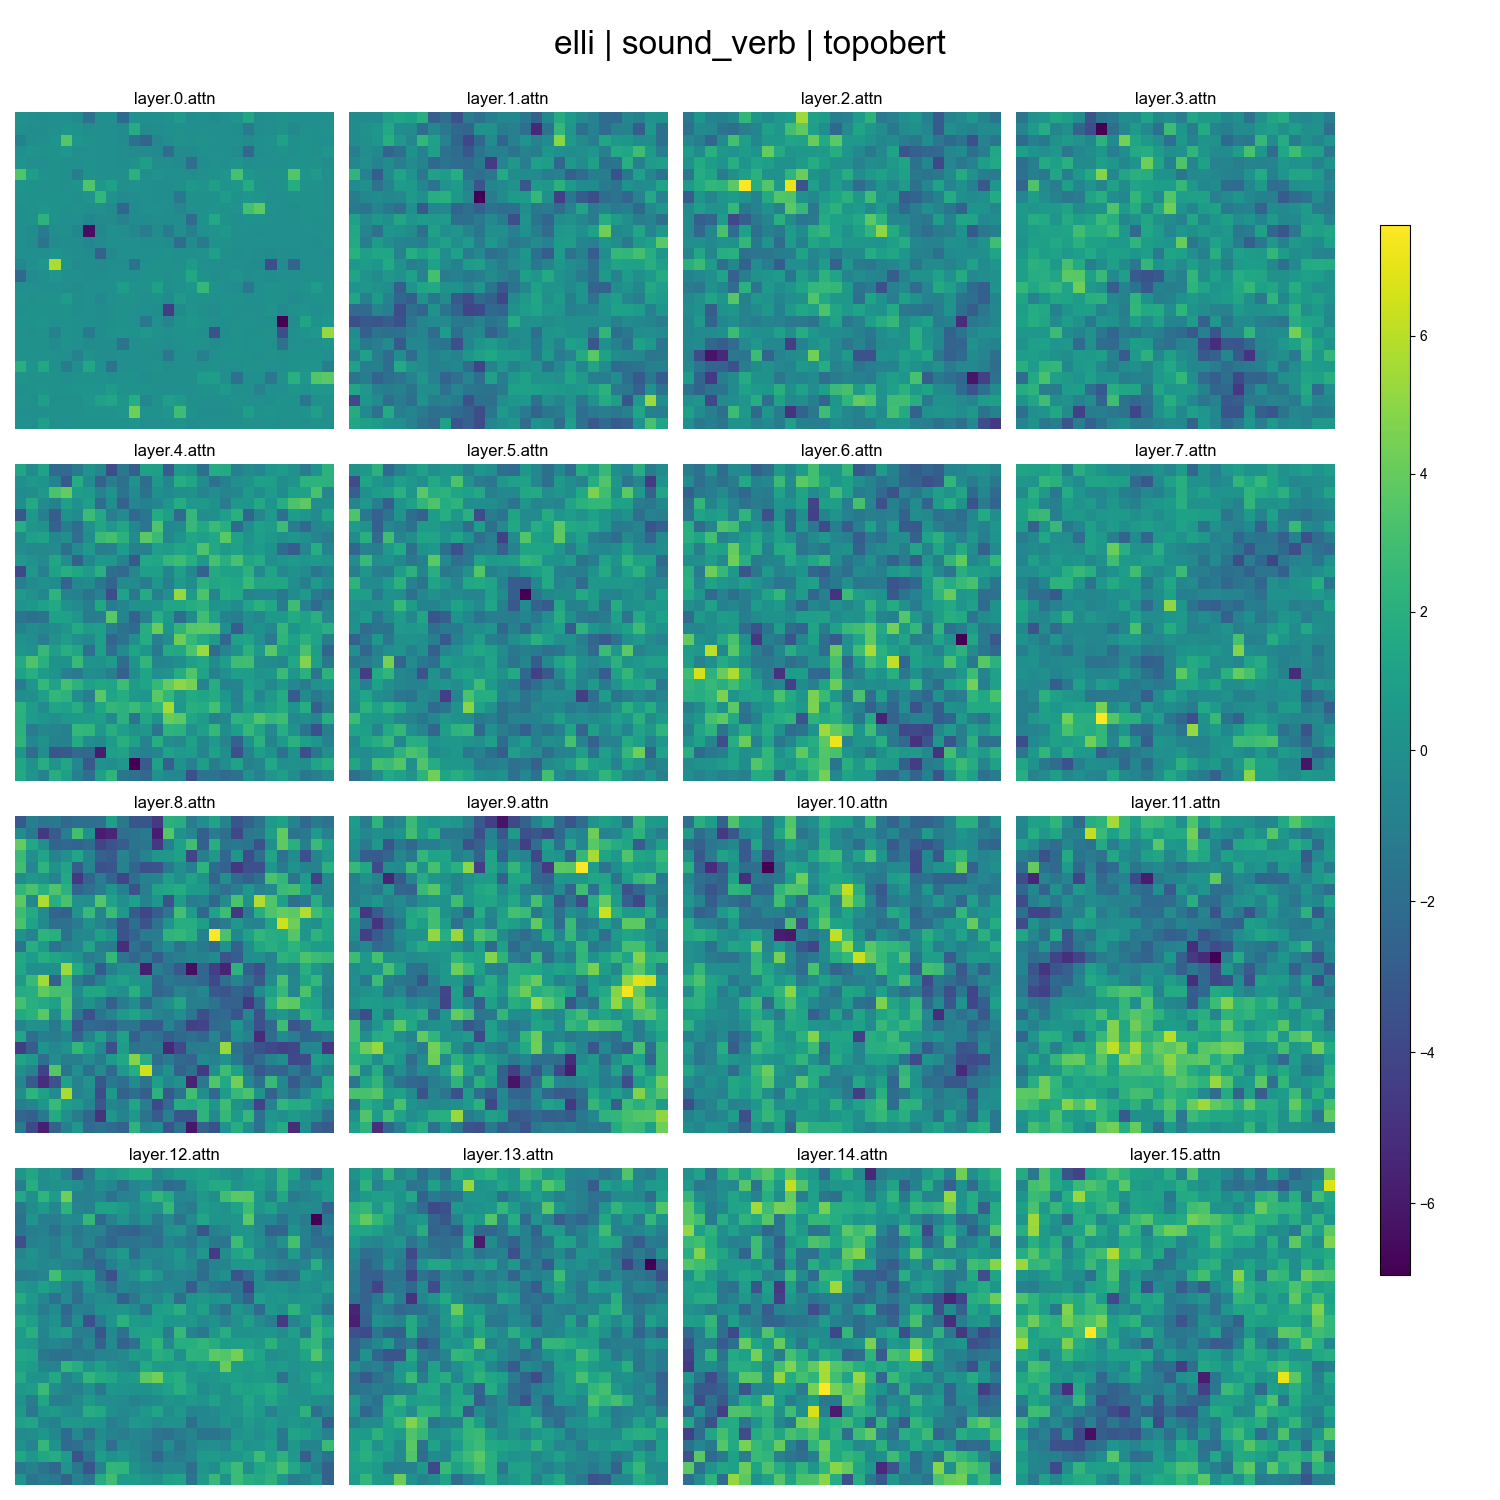 elli | sound_verb | topobert
layer.0.attn layer.1.attn layer.2.attn layer.3.attn
layer.4.attn layer.5.attn layer.6.attn layer.7.attn
layer.8.attn layer.9.attn layer.10.attn layer.11.attn
layer.12.attn layer.13.attn layer.14.attn layer.15.attn
6
4
2
0
−2
−4
−6